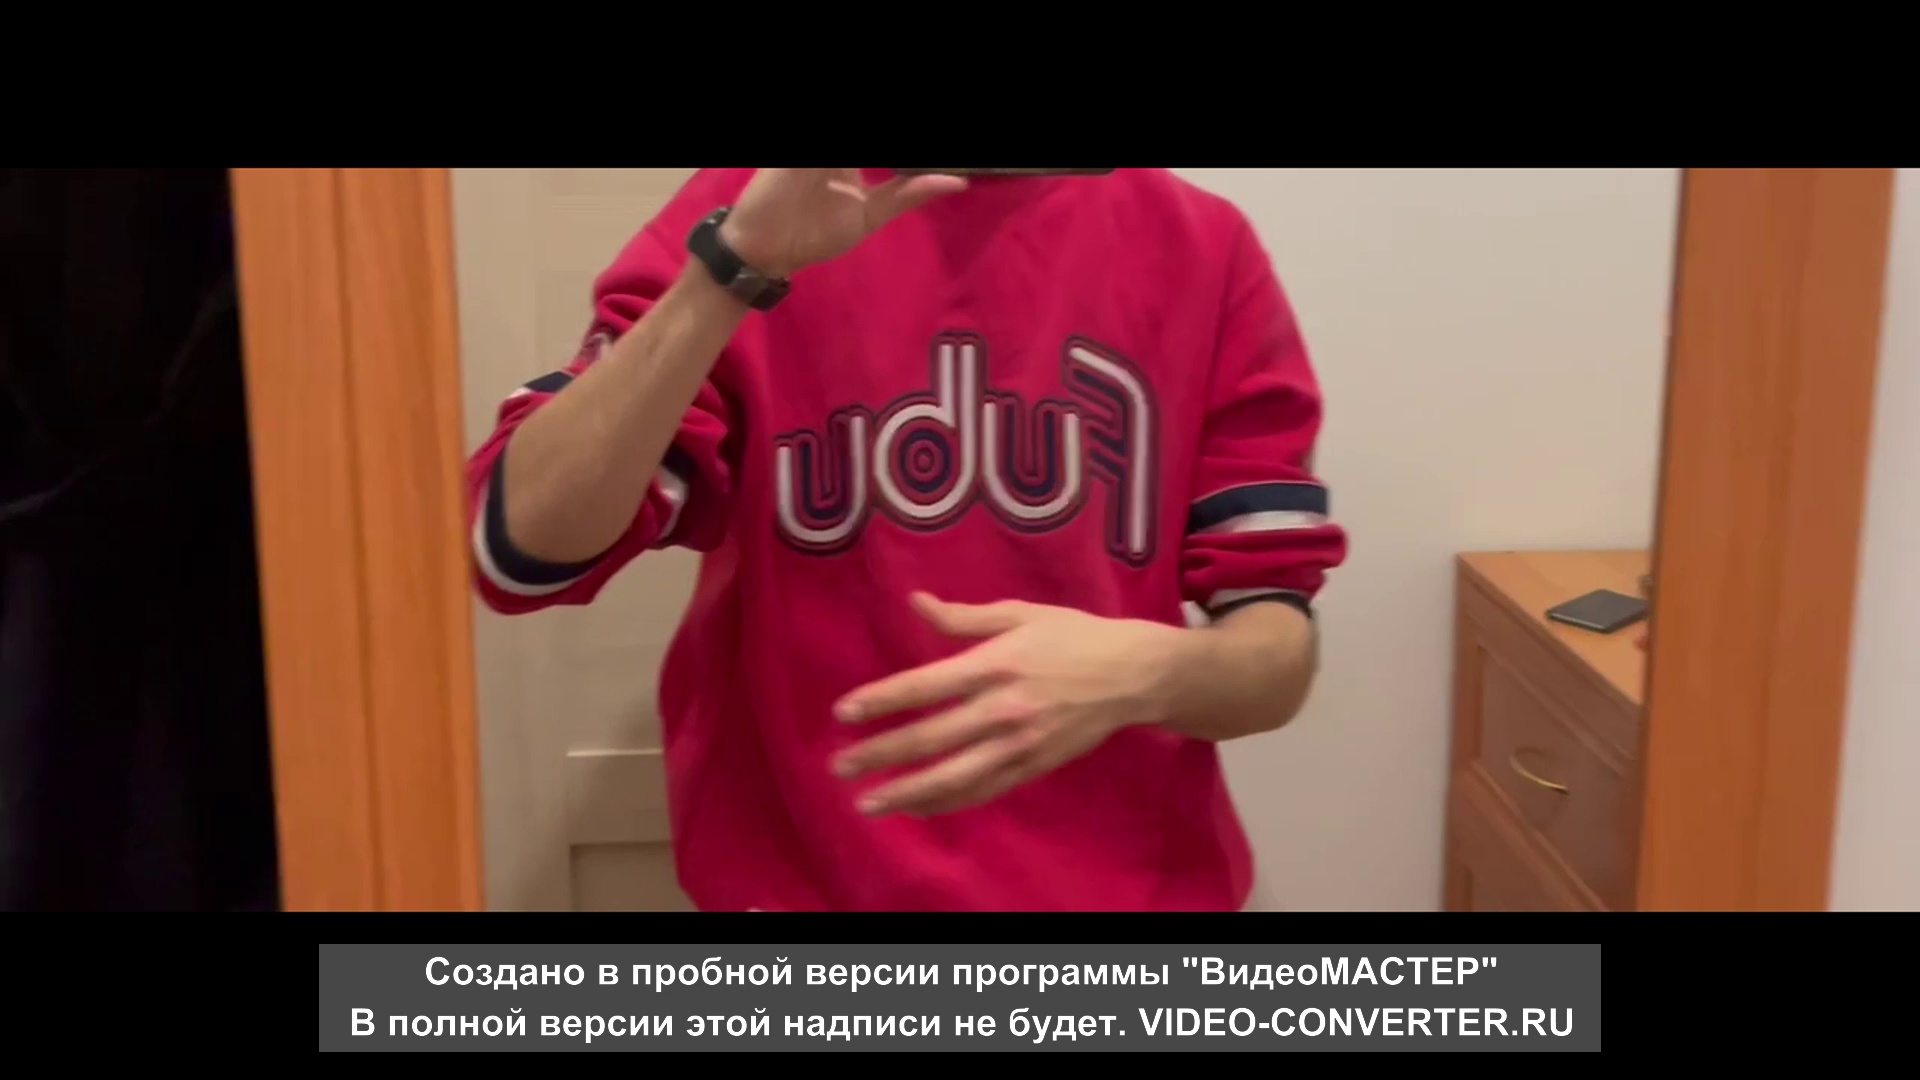 Fubu
Создано в пробной версии программы "ВидеоМАСТЕР"
В полной версии этой надписи не будет. VIDEO-CONVERTER.RU